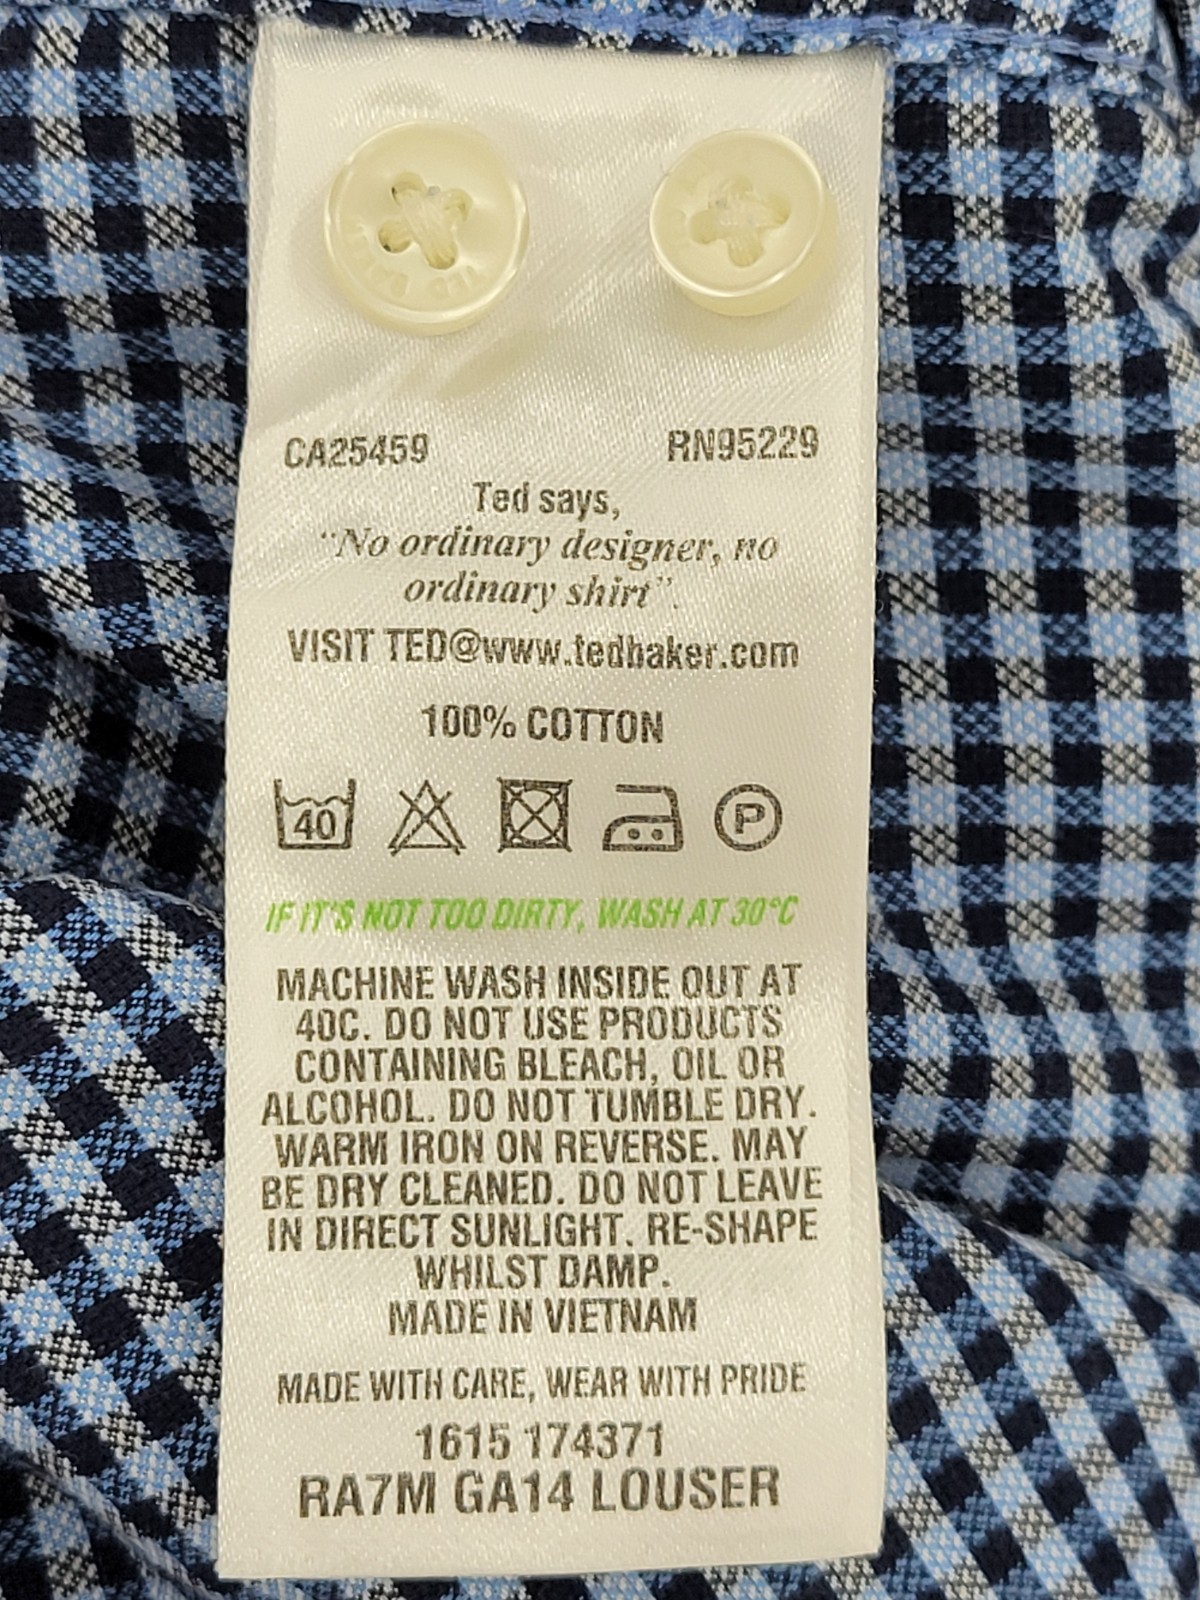 CA25459 RN95229
Ted says,
"No ordinary designer, no
ordinary shirt".
VISIT TED@www.tedbaker.com
100% COTTON
40 P
IF IT'S NOT TOO DIRTY, WASH AT 30°C
MACHINE WASH INSIDE OUT AT
40C. DO NOT USE PRODUCTS
CONTAINING BLEACH, OIL OR
ALCOHOL. DO NOT TUMBLE DRY.
WARM IRON ON REVERSE. MAY
BE DRY CLEANED. DO NOT LEAVE
IN DIRECT SUNLIGHT. RE-SHAPE
WHILST DAMP.
MADE IN VIETNAM
MADE WITH CARE, WEAR WITH PRIDE
1615 174371
RA7M GA14 LOUSER